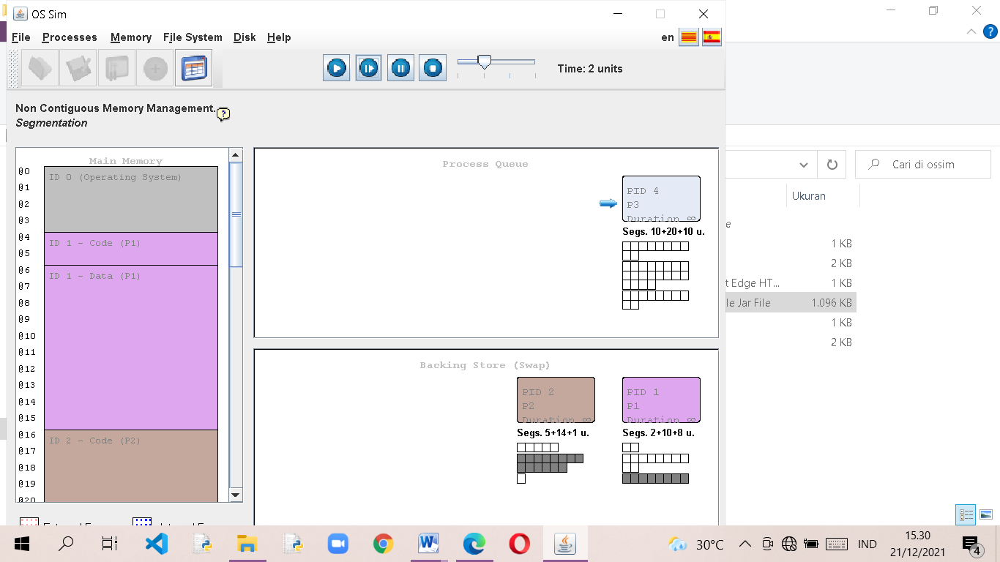 OS Sim
File Processes Memory File System Disk Help
en
Time: 2 units
Non Contiguous Memory Management.
Segmentation
Main Memory
@0
@1
@2
@3
@4
@5
@6
@7
@8
@9
@10
@11
@12
@13
@14
@15
@16
@17
@18
@19
@20
ID 0 (Operating System)
ID 1 - Code (P1)
ID 1 - Data (P1)
ID 2 - Code (P2)
Process Queue
PID 4
P3
Duration ∞
Segs. 10+20+10 u.
Backing Store (Swap)
PID 2
P2
Duration ∞
Segs. 5+14+1 u.
PID 1
P1
Duration ∞
Segs. 2+10+8 u.
Cari di ossim
Ukuran
e
1 KB
2 KB
t Edge HT... 1 KB
le Jar File 1.096 KB
1 KB
2 KB
30°C
IND
15.30
21/12/2021
4